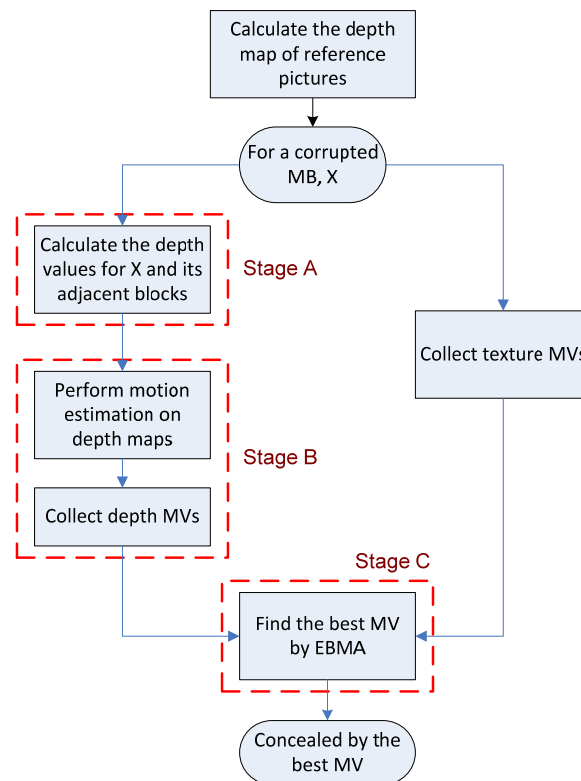 Calculate the depth
map of reference
pictures
For a corrupted
MB, X
Calculate the depth
values for X and its
adjacent blocks
Stage A
Collect texture MVs
Perform motion
estimation on
depth maps
Stage B
Collect depth MVs
Stage C
Find the best MV
by EBMA
Concealed by the
best MV